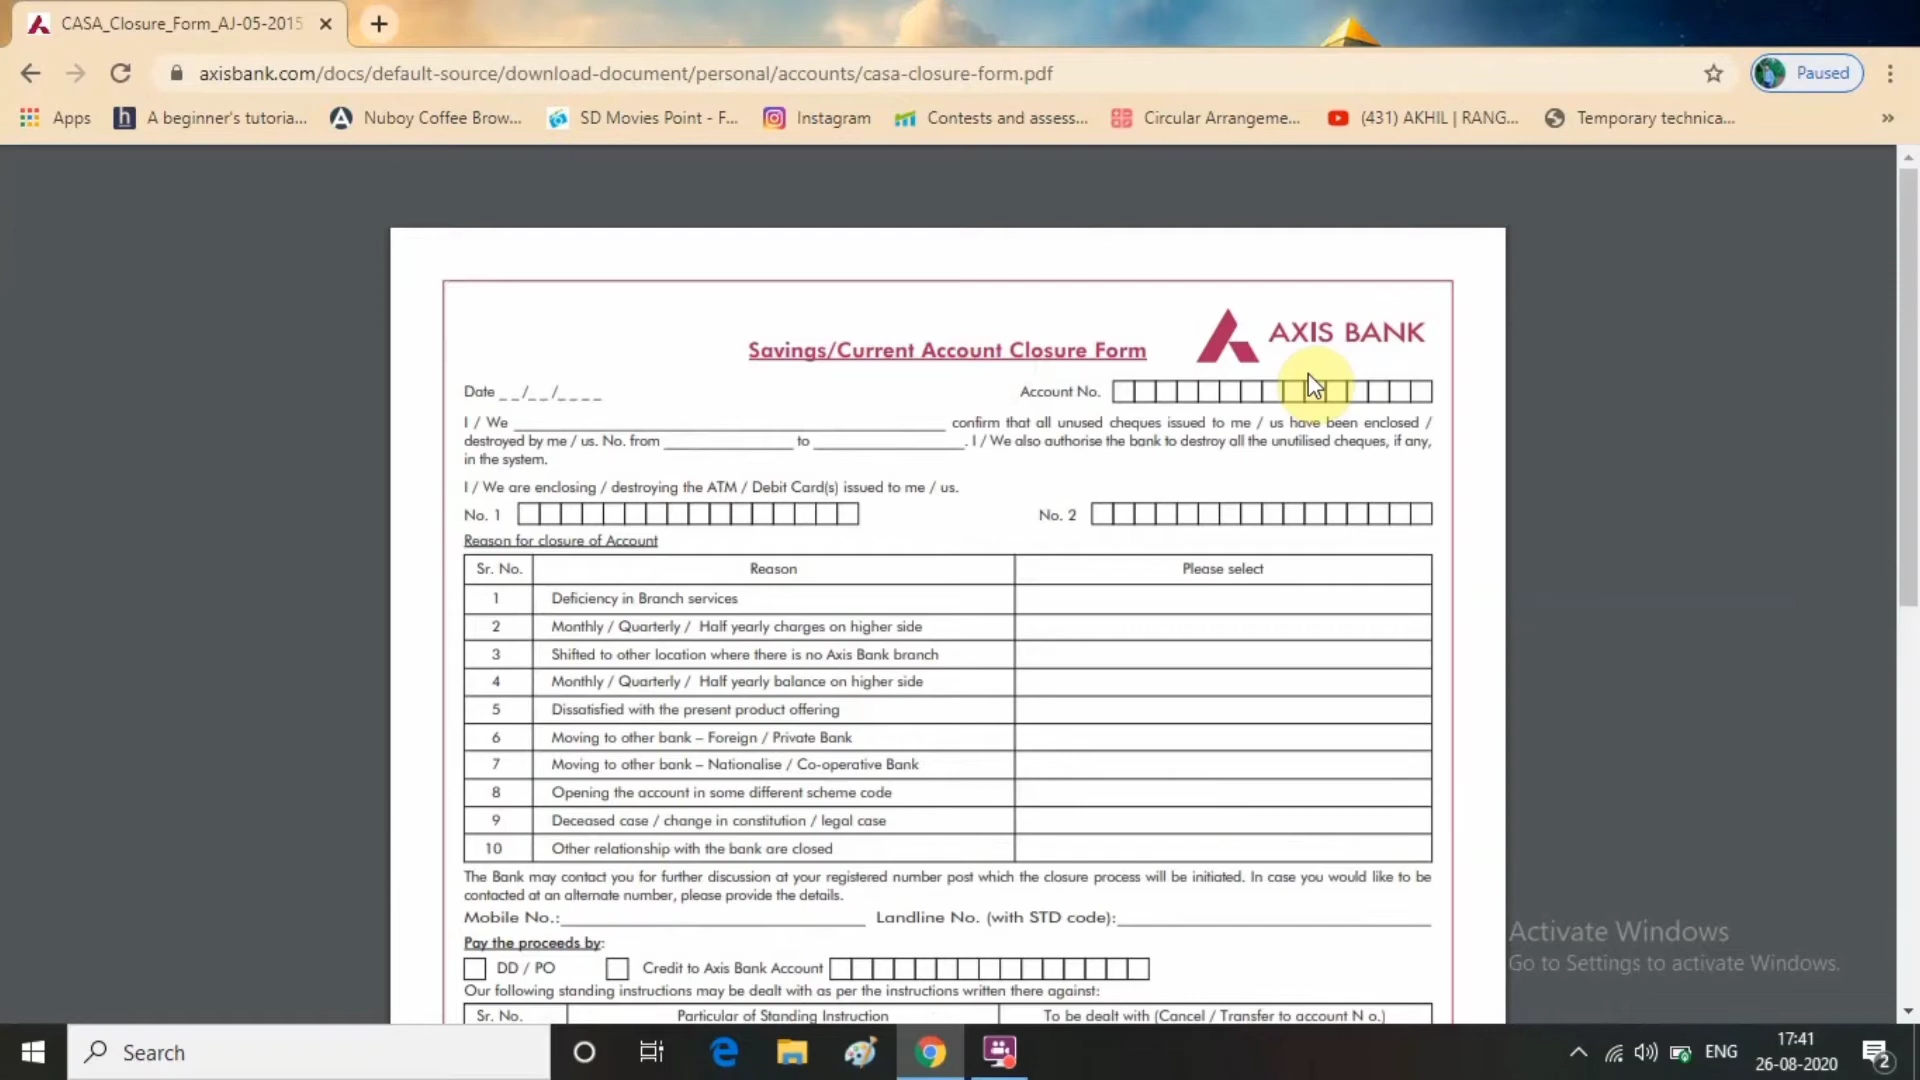 CASA_Closure_Form_AJ-05-2015
axisbank.com/docs/default-source/download-document/personal/accounts/casa-closure-form.pdf
Paused
Apps
A beginner's tutoria...
Nuboy Coffee Brow...
SD Movies Point - F...
Instagram
Contests and assess...
Circular Arrangeme...
(431) AKHIL | RANG...
Temporary technica...
»
AXIS BANK
Savings/Current Account Closure Form
Date _ _ /_ _ /_ _ _ _ Account No.
I / We ______________________ confirm that all unused cheques issued to me / us have been enclosed /
destroyed by me / us. No. from ____________ to ____________. I / We also authorise the bank to destroy all the unutilised cheques, if any,
in the system.
I / We are enclosing / destroying the ATM / Debit Card(s) issued to me / us.
No. 1 No. 2
Reason for closure of Account
Sr. No. Reason Please select
1 Deficiency in Branch services
2 Monthly / Quarterly / Half yearly charges on higher side
3 Shifted to other location where there is no Axis Bank branch
4 Monthly / Quarterly / Half yearly balance on higher side
5 Dissatisfied with the present product offering
6 Moving to other bank – Foreign / Private Bank
7 Moving to other bank – Nationalise / Co-operative Bank
8 Opening the account in some different scheme code
9 Deceased case / change in constitution / legal case
10 Other relationship with the bank are closed
The Bank may contact you for further discussion at your registered number post which the closure process will be initiated. In case you would like to be
contacted at an alternate number, please provide the details.
Mobile No.:____________ Landline No. (with STD code):____________
Pay the proceeds by:
DD / PO Credit to Axis Bank Account
Our following standing instructions may be dealt with as per the instructions written there against:
Sr. No. Particular of Standing Instruction To be dealt with (Cancel / Transfer to account N o.)
Activate Windows
Go to Settings to activate Windows.
Search
ENG
17:41
26-08-2020
2